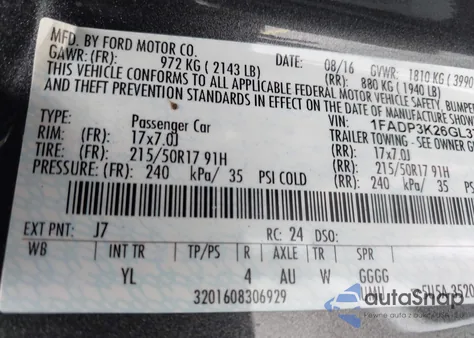 MFD. BY FORD MOTOR CO.
DATE: 08/16 GVWR: 1810 KG ( 3990
GAWR: (FR): 972 KG ( 2143 LB) (RR): 880 KG ( 1940 LB)
THIS VEHICLE CONFORMS TO ALL APPLICABLE FEDERAL MOTOR VEHICLE SAFETY, BUMPER
AND THEFT PREVENTION STANDARDS IN EFFECT ON THE DATE OF MANUFACTURE SHOWN
VIN: 1FADP3K26GL3
TYPE: Passenger Car TRAILER TOWING - SEE OWNER G
RIM: (FR): 17x7.0J (RR): 17x7.0J
TIRE: (FR): 215/50R17 91H (RR): 215/50R17 91H
PRESSURE: (FR): 240 kPa/ 35 PSI COLD (RR): 240 kPa/ 35
EXT PNT: J7 RC: 24 DSO:
WB INT TR TP/PS R AXLE TR SPR
YL 4 AU W GGGG
3201608306929
autaSnap